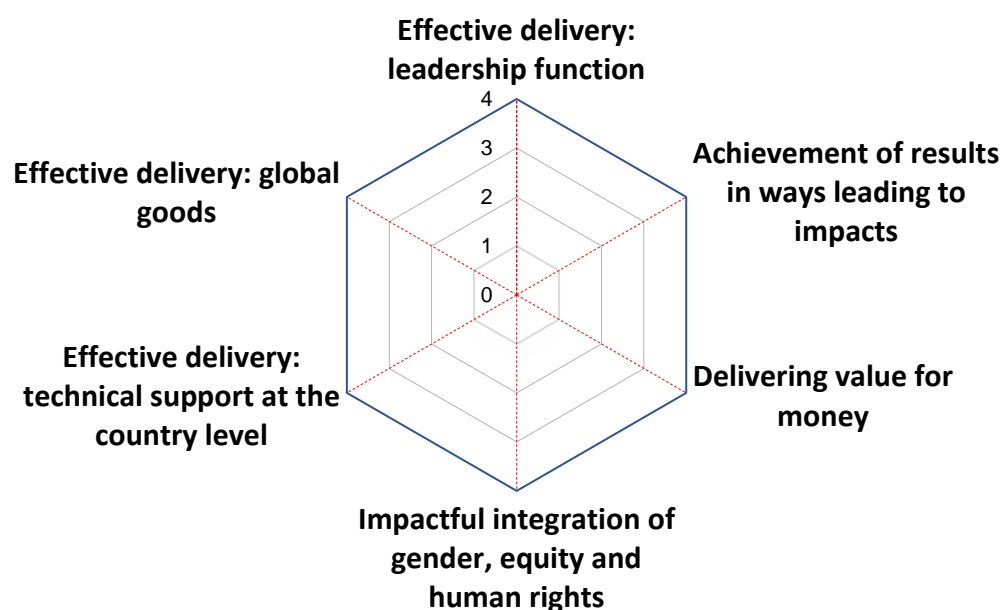 Effective delivery:
leadership function
4
3
2
1
0
Achievement of results
in ways leading to
impacts
Delivering value for
money
Impactful integration of
gender, equity and
human rights
Effective delivery:
technical support at the
country level
Effective delivery: global
goods